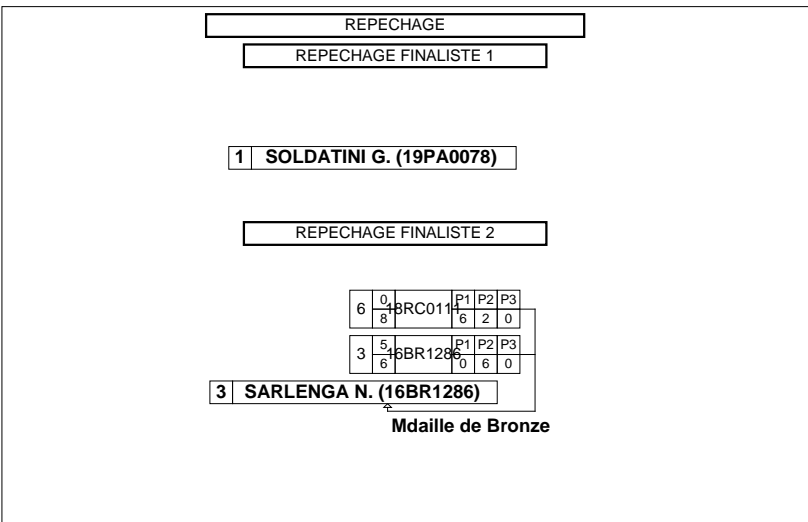 REPECHAGE
REPECHAGE FINALISTE 1
1 SOLDATINI G. (19PA0078)
REPECHAGE FINALISTE 2
6 0 8 18RC0111 P1 P2 P3
6 2 0
3 5 6 16BR1286 P1 P2 P3
0 6 0
3 SARLENGA N. (16BR1286)
Mdaille de Bronze